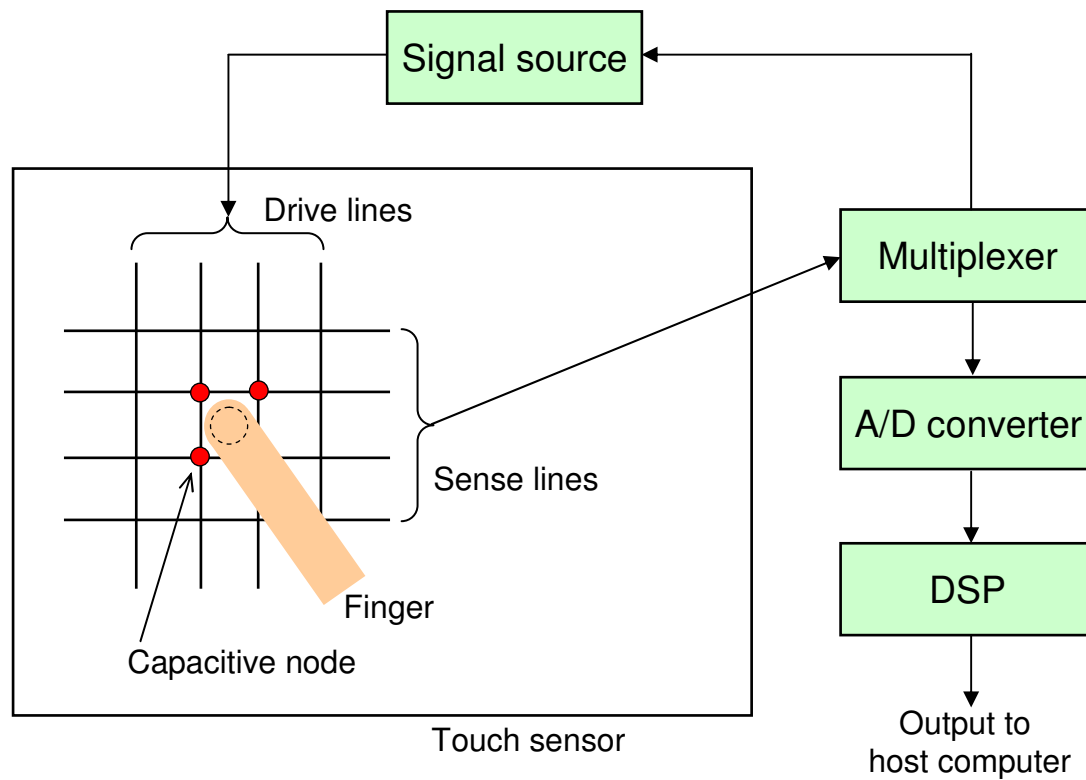 Signal source
Drive lines
Multiplexer
A/D converter
Sense lines
DSP
Finger
Capacitive node
Touch sensor
Output to
host computer